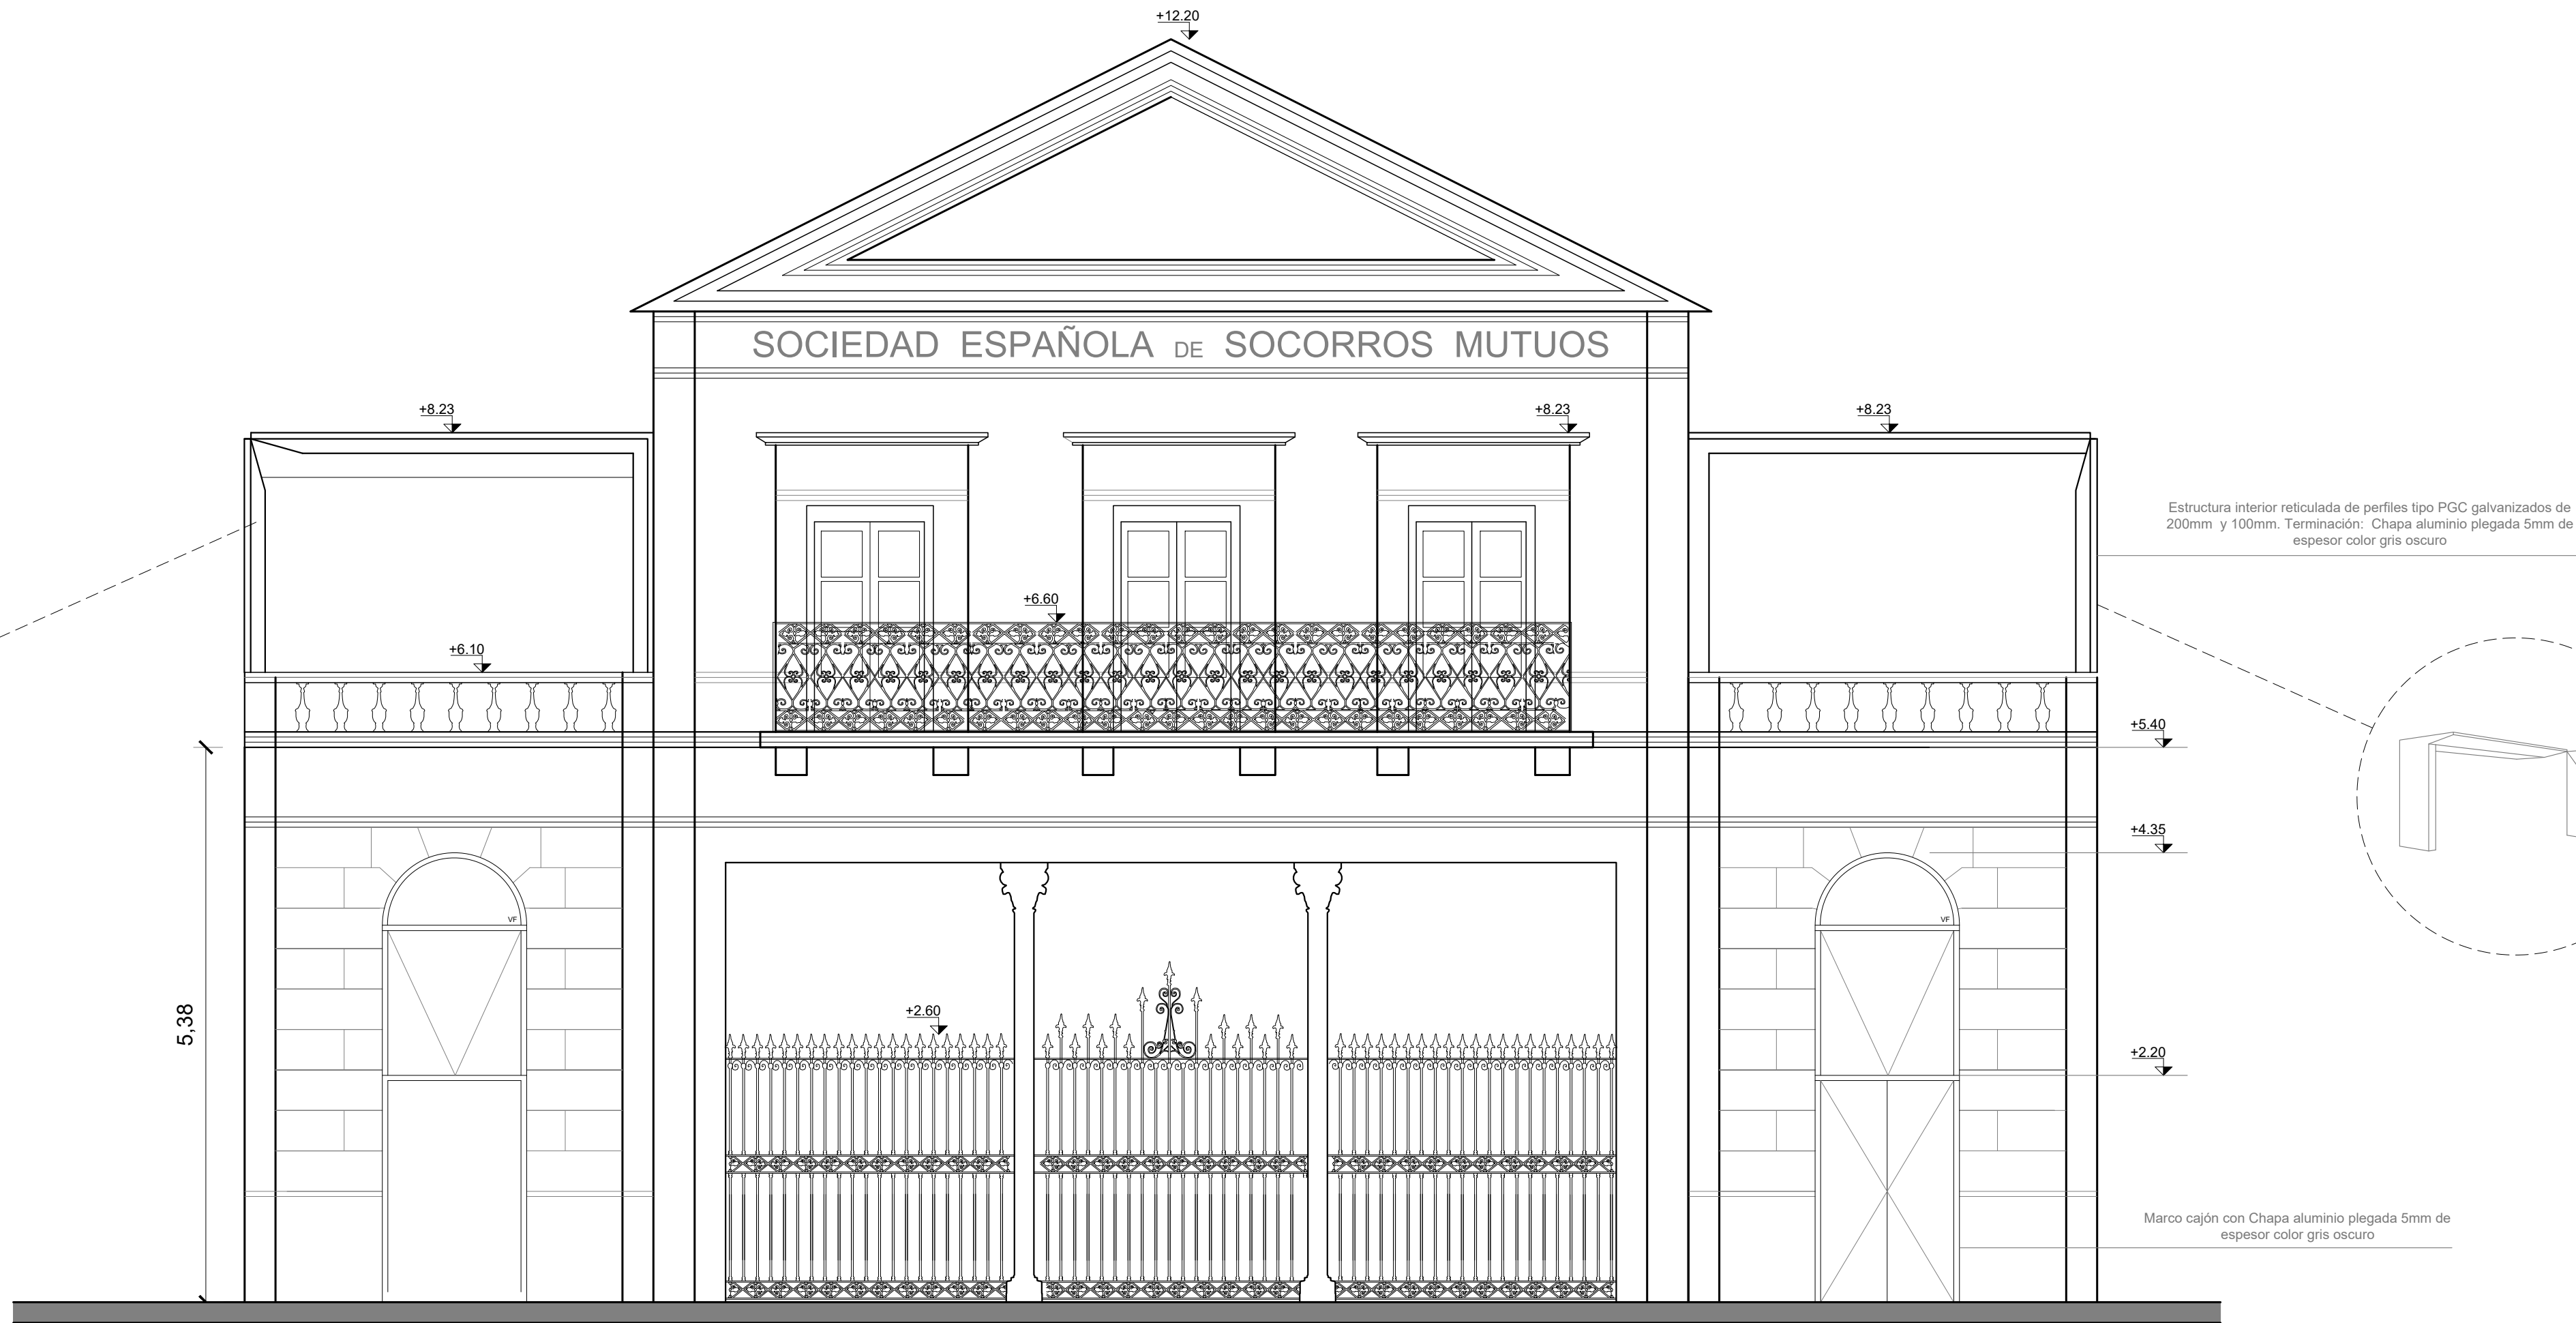 +12.20
SOCIEDAD ESPAÑOLA DE SOCORROS MUTUOS
+8.23
+8.23
+8.23
Estructura interior reticulada de perfiles tipo PGC galvanizados de
200mm y 100mm. Terminación: Chapa aluminio plegada 5mm de
espesor color gris oscuro
+6.60
+6.10
+5.40
+4.35
VF
VF
5,38
+2.60
+2.20
Marco cajón con Chapa aluminio plegada 5mm de
espesor color gris oscuro